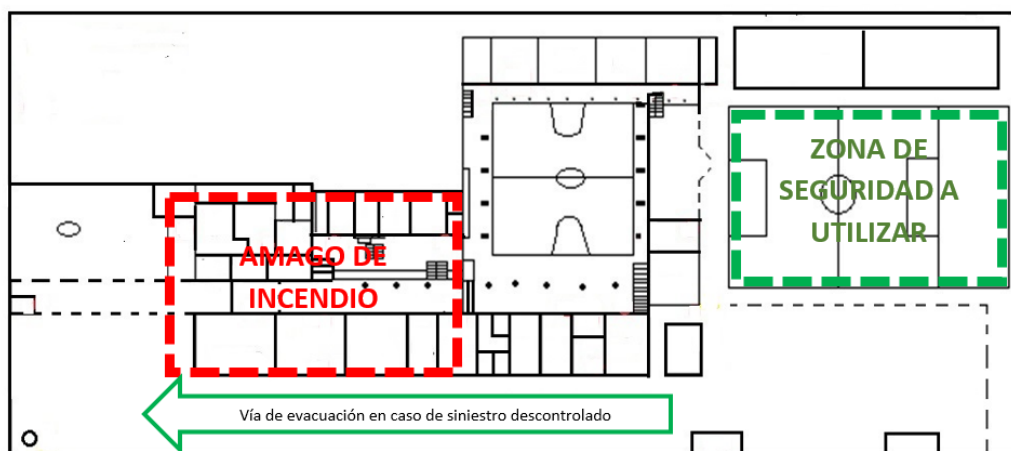 ZONA DE
SEGURIDAD A
UTILIZAR
AMAGO DE
INCENDIO
Vía de evacuación en caso de siniestro descontrolado